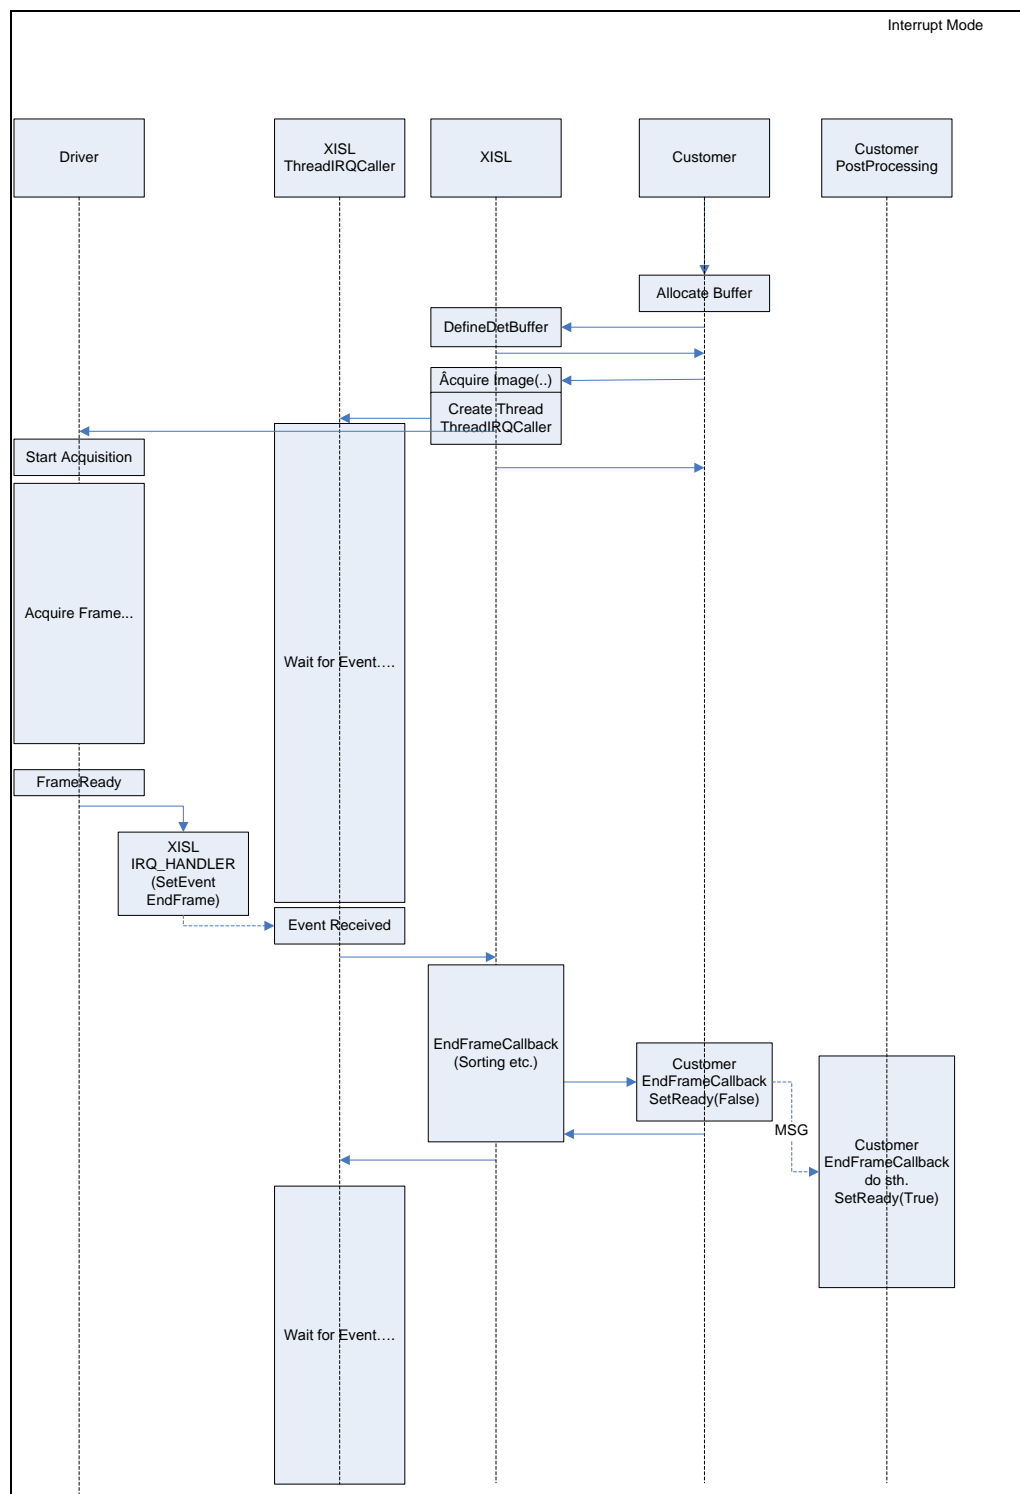 Interrupt Mode
Driver
XISL
ThreadIRQCaller
XISL
Customer
Customer
PostProcessing
Allocate Buffer
DefineDetBuffer
Âcquire Image(..)
Create Thread
ThreadIRQCaller
Start Acquisition
Acquire Frame...
Wait for Event….
FrameReady
XISL
IRQ_HANDLER
(SetEvent
EndFrame)
Event Received
EndFrameCallback
(Sorting etc.)
Customer
EndFrameCallback
SetReady(False)
MSG
Customer
EndFrameCallback
do sth.
SetReady(True)
Wait for Event….